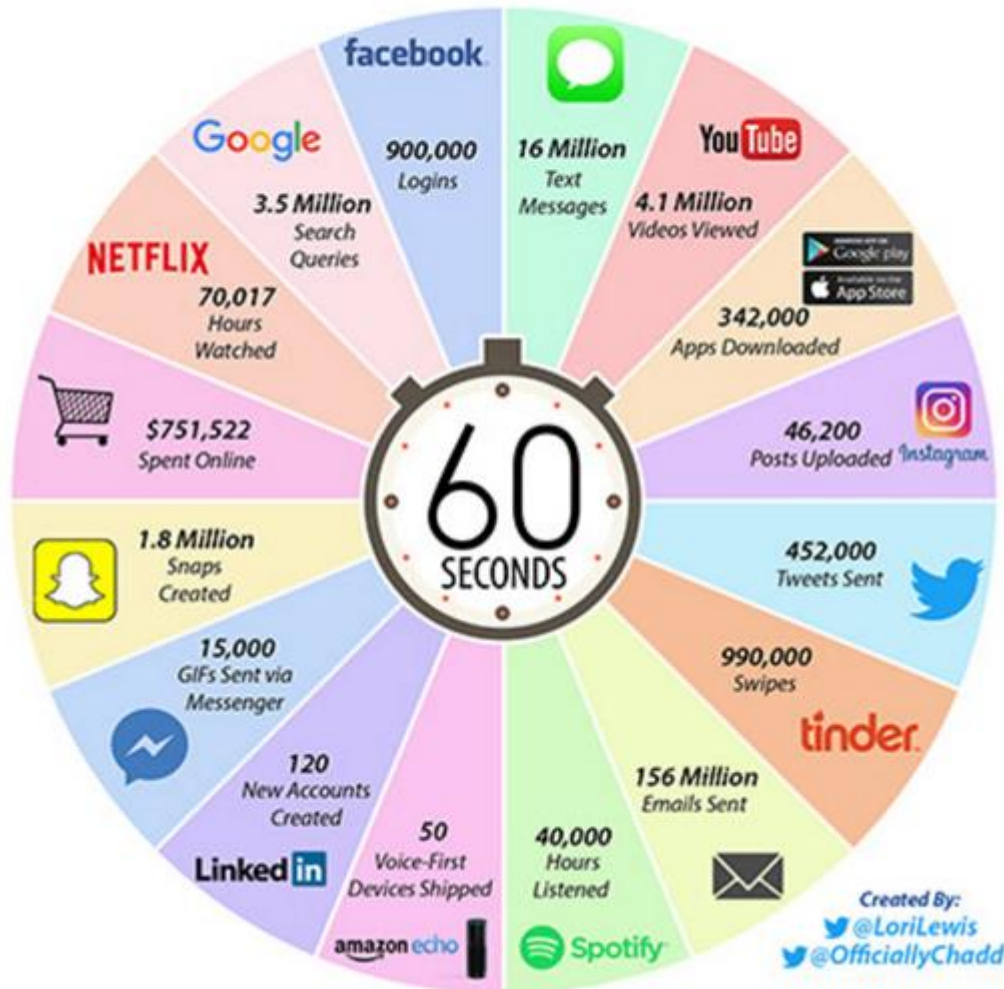 facebook
900,000
Logins
16 Million
Text
Messages
You Tube
4.1 Million
Videos Viewed
Google play
App Store
342,000
Apps Downloaded
Instagram
46,200
Posts Uploaded
452,000
Tweets Sent
990,000
Swipes
tinder
156 Million
Emails Sent
40,000
Hours
Listened
Spotify
50
Voice-First
Devices Shipped
amazon echo
120
New Accounts
Created
Linked in
15,000
GIFs Sent via
Messenger
1.8 Million
Snaps
Created
$751,522
Spent Online
NETFLIX
70,017
Hours
Watched
Google
3.5 Million
Search
Queries
60
SECONDS
Created By:
@LoriLewis
@OfficiallyChadd